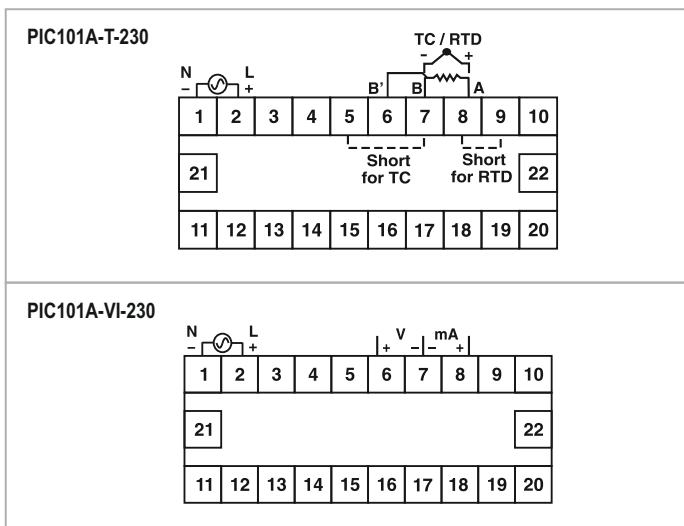 PIC101A-T-230
TC / RTD
- +
N L
- +
B' B A
1 2 3 4 5 6 7 8 9 10
Short for TC
Short for RTD
21 22
11 12 13 14 15 16 17 18 19 20
PIC101A-VI-230
N L
- +
V mA
+ - - +
1 2 3 4 5 6 7 8 9 10
21 22
11 12 13 14 15 16 17 18 19 20